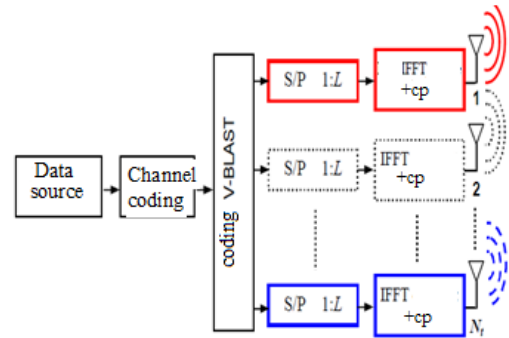 Data
source
Channel
coding
coding V-BLAST
S/P 1:L
IFFT
+cp
1
S/P 1:L
IFFT
+cp
2
S/P 1:L
IFFT
+cp
Nt